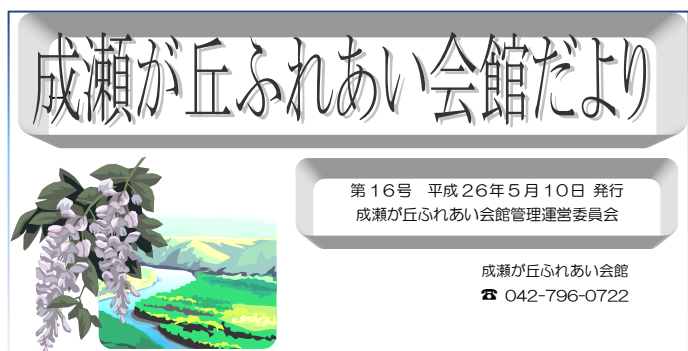 成瀬が丘ふれあい会館だより
第16号 平成26年5月10日 発行
成瀬が丘ふれあい会館管理運営委員会
成瀬が丘ふれあい会館
☎ 042-796-0722